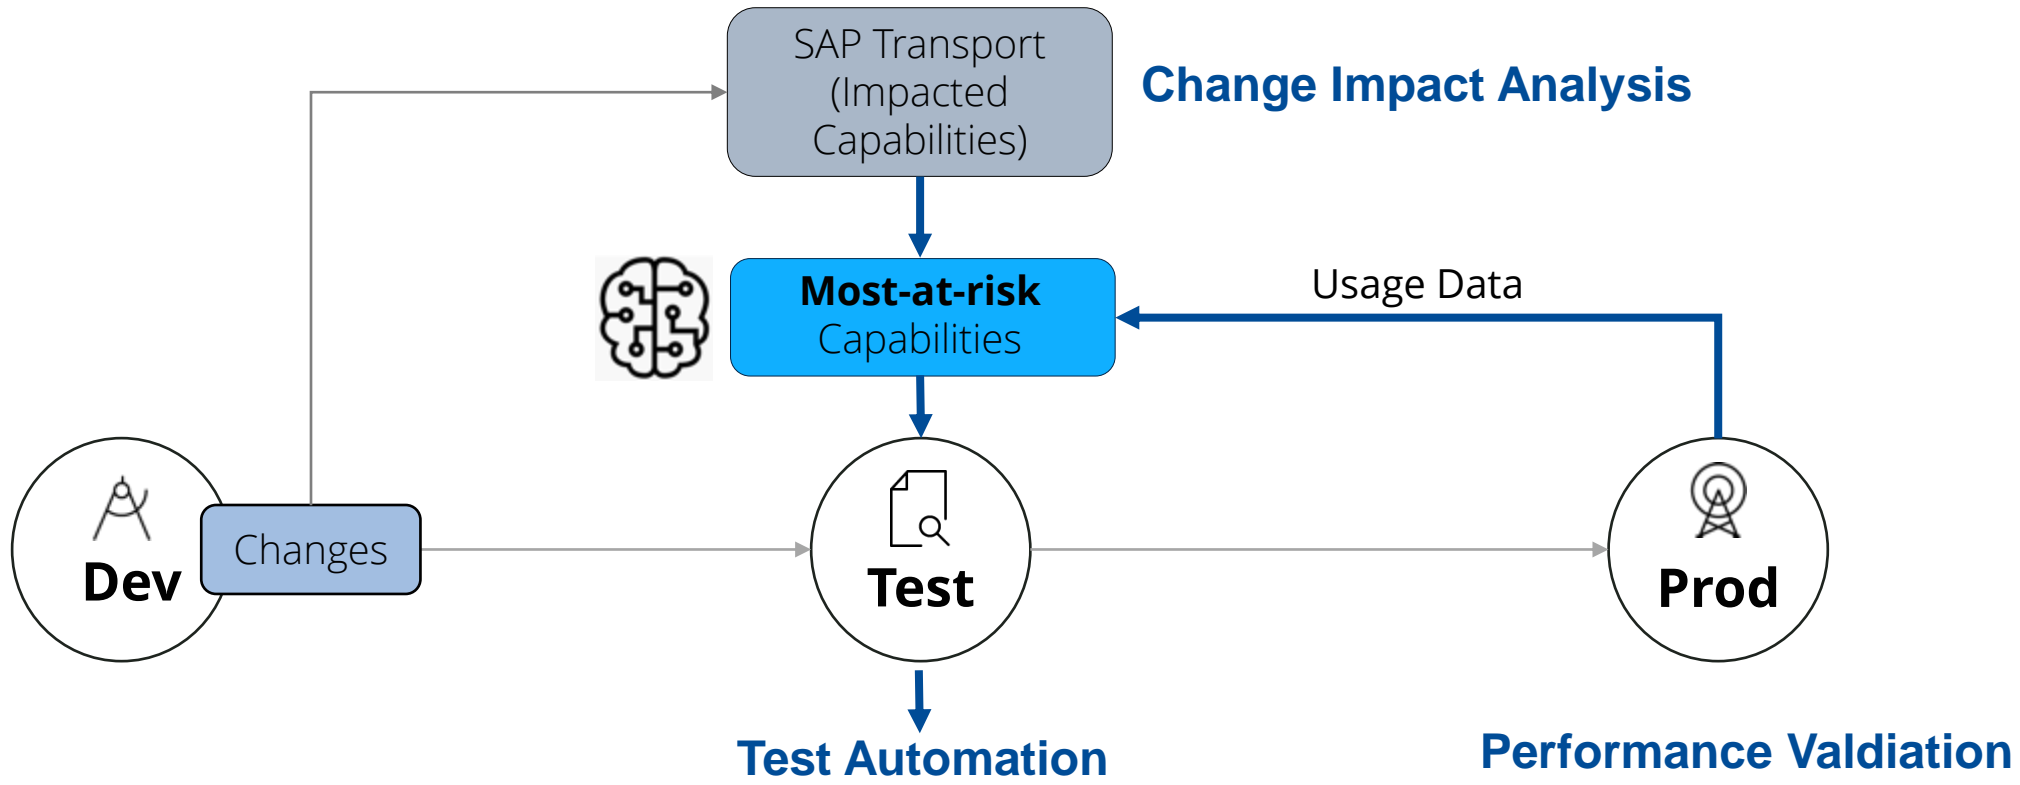 SAP Transport
(Impacted
Capabilities)
Change Impact Analysis
Most-at-risk
Capabilities
Usage Data
Changes
Dev
Test
Prod
Test Automation
Performance Valdiation